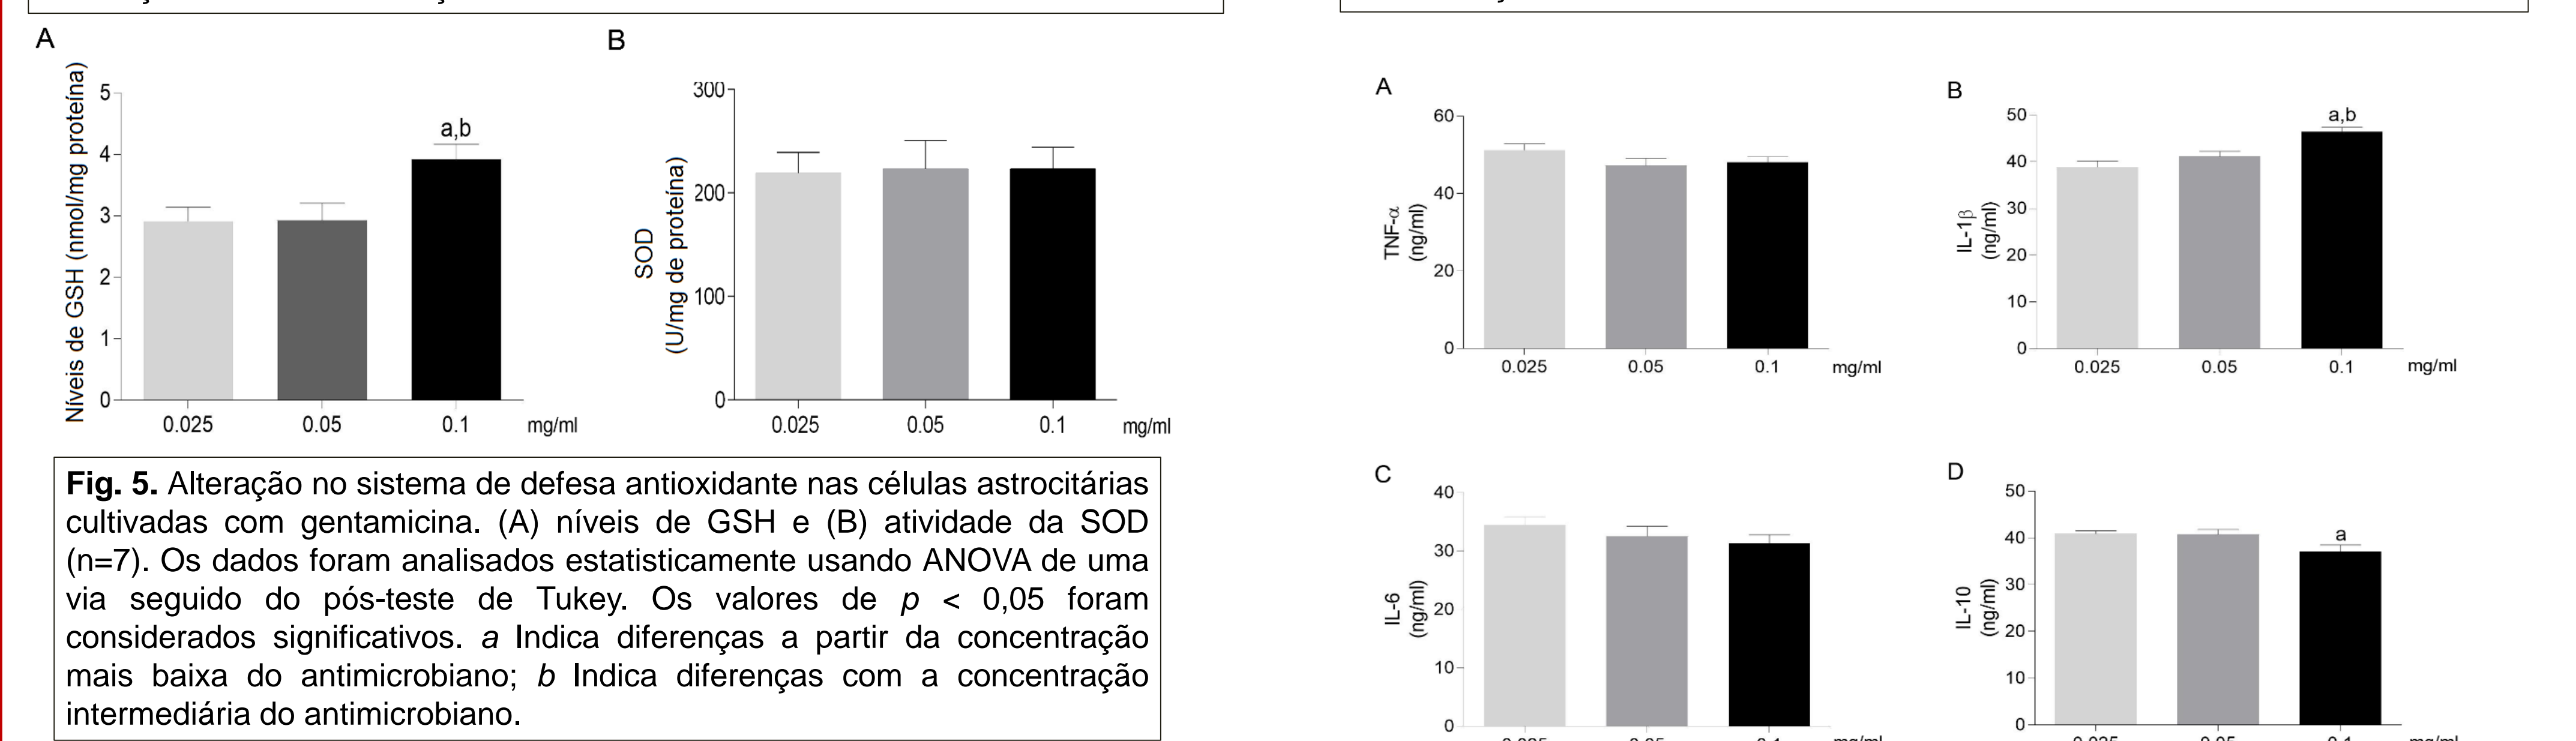 A
Níveis de GSH (nmol/mg proteína)
5
4
3
2
1
0
a,b
0.025 0.05 0.1 mg/ml
B
SOD
(U/mg de proteína)
300
200
100
0
0.025 0.05 0.1 mg/ml
Fig. 5. Alteração no sistema de defesa antioxidante nas células astrocitárias
cultivadas com gentamicina. (A) níveis de GSH e (B) atividade da SOD
(n=7). Os dados foram analisados estatisticamente usando ANOVA de uma
via seguido do pós-teste de Tukey. Os valores de p < 0,05 foram
considerados significativos. a Indica diferenças a partir da concentração
mais baixa do antimicrobiano; b Indica diferenças com a concentração
intermediária do antimicrobiano.
A
TNF-α
(ng/ml)
60
40
20
0
0.025 0.05 0.1 mg/ml
B
IL-1β
(ng/ml)
50
40
30
20
10
0
a,b
0.025 0.05 0.1 mg/ml
C
IL-6
(ng/ml)
40
30
20
10
0
D
IL-10
(ng/ml)
50
40
30
20
10
0
a